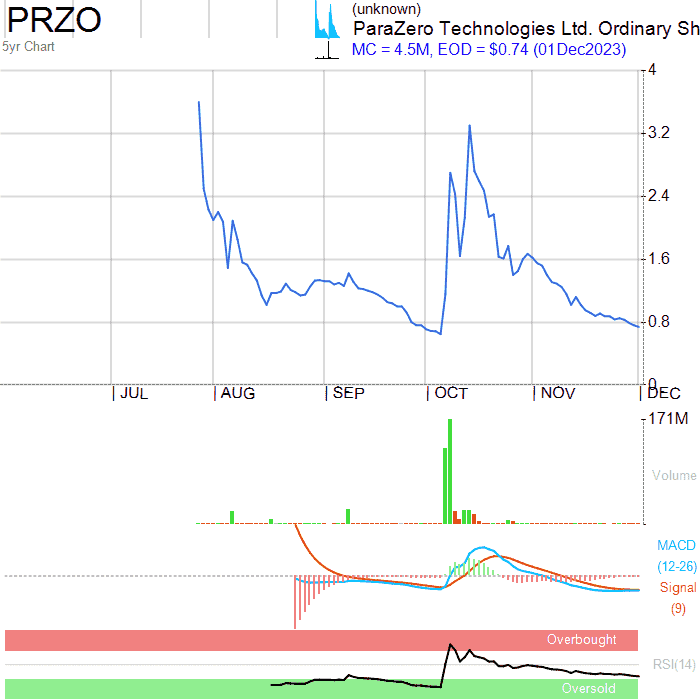 PRZO
5yr Chart
(unknown)
ParaZero Technologies Ltd. Ordinary Sh
MC = 4.5M, EOD = $0.74 (01Dec2023)
4
3.2
2.4
1.6
0.8
0
JUL AUG SEP OCT NOV DEC
171M
Volume
MACD
(12-26)
Signal
(9)
Overbought
RSI(14)
Oversold